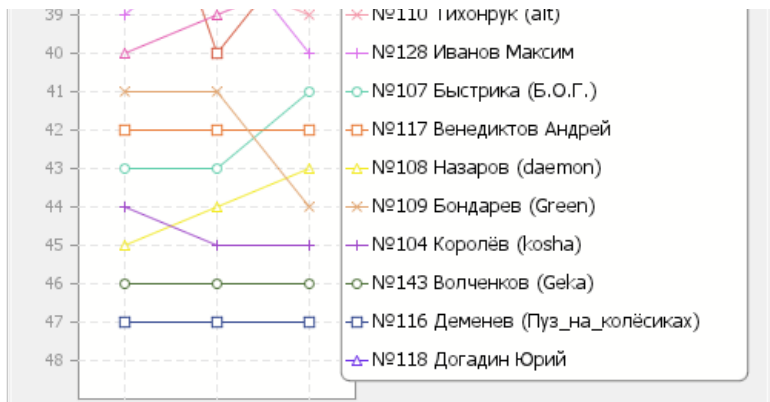 39
№110 Тихонрук (alt)
40
№128 Иванов Максим
41
№107 Быстрика (Б.О.Г.)
42
№117 Венедиктов Андрей
43
№108 Назаров (daemon)
44
№109 Бондарев (Green)
45
№104 Королёв (kosha)
46
№143 Волченков (Geka)
47
№116 Деменев (Пуз_на_колёсиках)
48
№118 Догадин Юрий